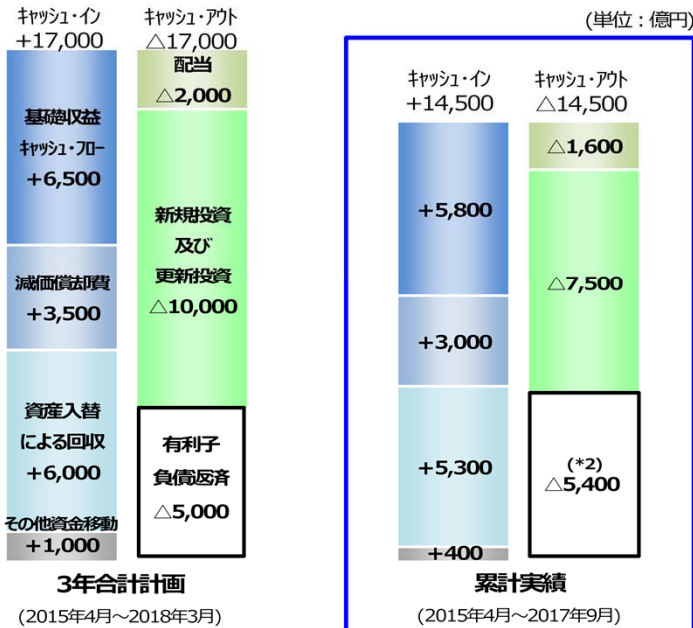 (単位：億円)
キャッシュ・イン
+17,000
キャッシュ・アウト
△17,000
基礎収益
キャッシュ・フロー
+6,500
減価償却費
+3,500
資産入替
による回収
+6,000
その他資金移動
+1,000
配当
△2,000
新規投資
及び
更新投資
△10,000
有利子
負債返済
△5,000
3年合計計画
(2015年4月～2018年3月)
キャッシュ・イン
+14,500
キャッシュ・アウト
△14,500
+5,800
+3,000
+5,300
+400
△1,600
△7,500
(*2)
△5,400
累計実績
(2015年4月～2017年9月)